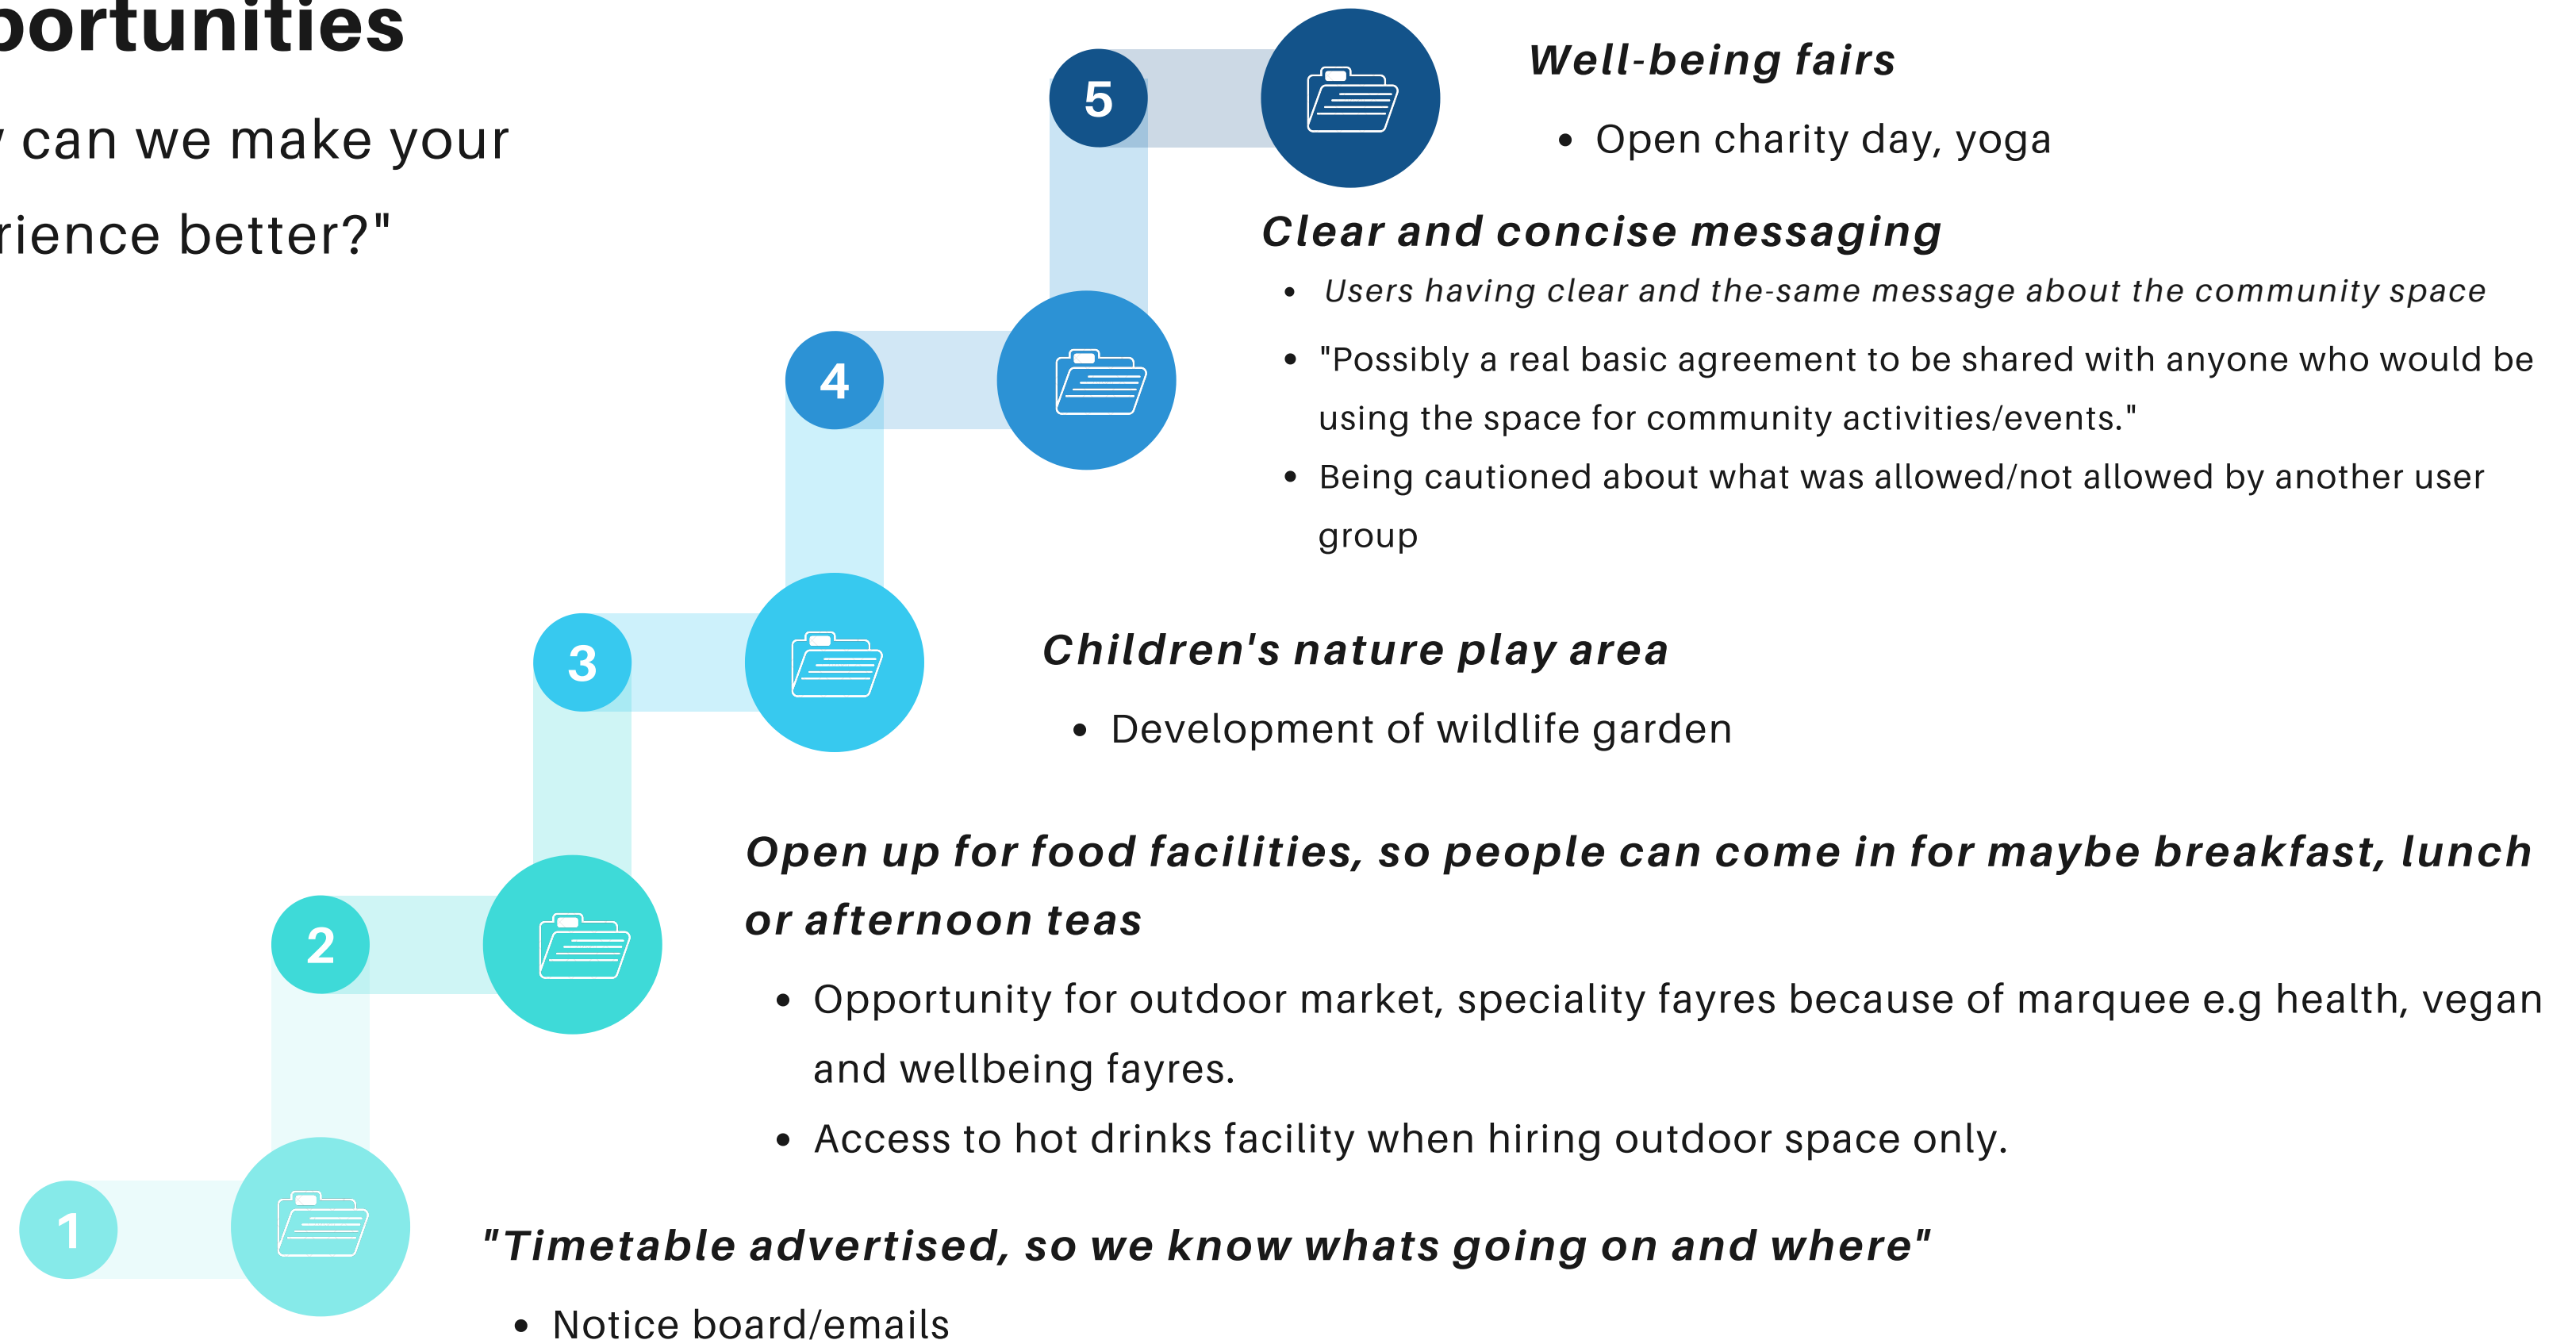 portunities
can we make your
rience better?"
5
Well-being fairs
• Open charity day, yoga
4
Clear and concise messaging
• Users having clear and the-same message about the community space
• "Possibly a real basic agreement to be shared with anyone who would be
using the space for community activities/events."
• Being cautioned about what was allowed/not allowed by another user
group
3
Children's nature play area
• Development of wildlife garden
2
Open up for food facilities, so people can come in for maybe breakfast, lunch
or afternoon teas
• Opportunity for outdoor market, speciality fayres because of marquee e.g health, vegan
and wellbeing fayres.
• Access to hot drinks facility when hiring outdoor space only.
1
"Timetable advertised, so we know whats going on and where"
• Notice board/emails